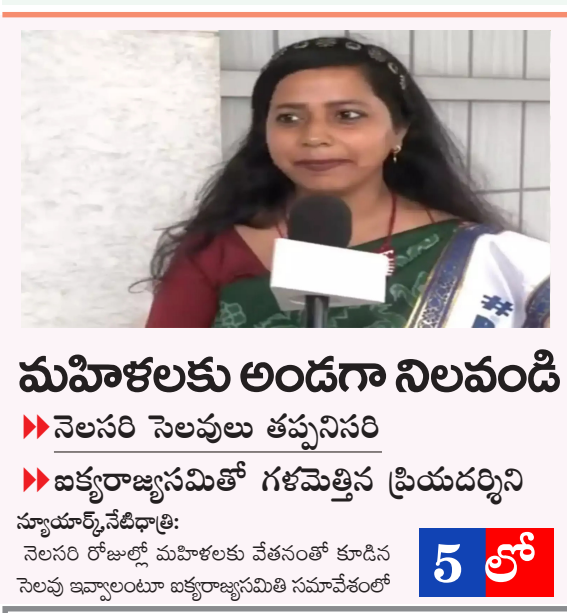 మహిళలకు అండగా నిలవండి
నెలసరి సెలవులు తప్పనిసరి
ఐక్యరాజ్యసమితో గళమెత్తిన ప్రియదర్శిని
న్యూయార్క్,నేటిధాత్రి:
నెలసరి రోజుల్లో మహిళలకు వేతనంతో కూడిన
సెలవు ఇవ్వాలంటూ ఐక్యరాజ్యసమితి సమావేశంలో
5 లో
#